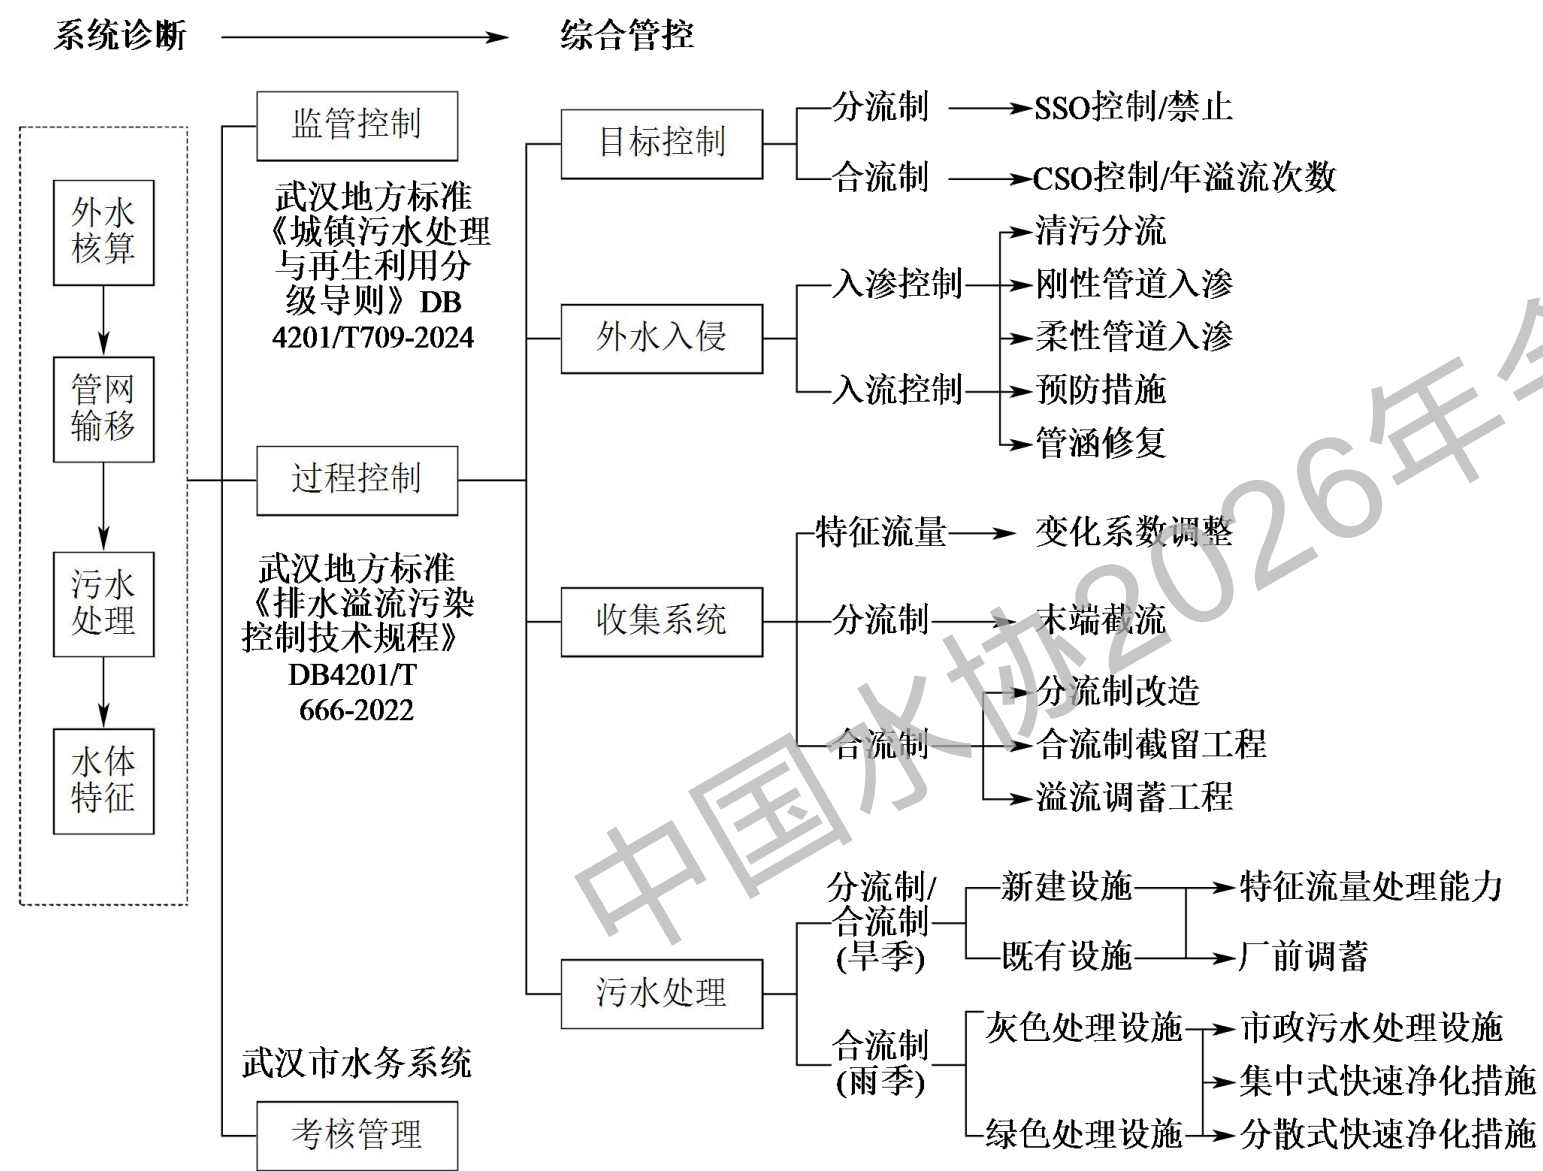 系统诊断
综合管控
外水
核算
管网
输移
污水
处理
水体
特征
监管控制
武汉地方标准
《城镇污水处理
与再生利用分
级导则》DB
4201/T709-2024
过程控制
武汉地方标准
《排水溢流污染
控制技术规程》
DB4201/T
666-2022
武汉市水务系统
考核管理
目标控制
分流制
SSO控制/禁止
合流制
CSO控制/年溢流次数
外水入侵
入渗控制
入流控制
清污分流
刚性管道入渗
柔性管道入渗
预防措施
管涵修复
收集系统
特征流量
变化系数调整
分流制
末端截流
合流制
分流制改造
合流制截留工程
溢流调蓄工程
污水处理
分流制/
合流制
(旱季)
新建设施
既有设施
特征流量处理能力
厂前调蓄
合流制
(雨季)
灰色处理设施
绿色处理设施
市政污水处理设施
集中式快速净化措施
分散式快速净化措施
中国水协2026年会